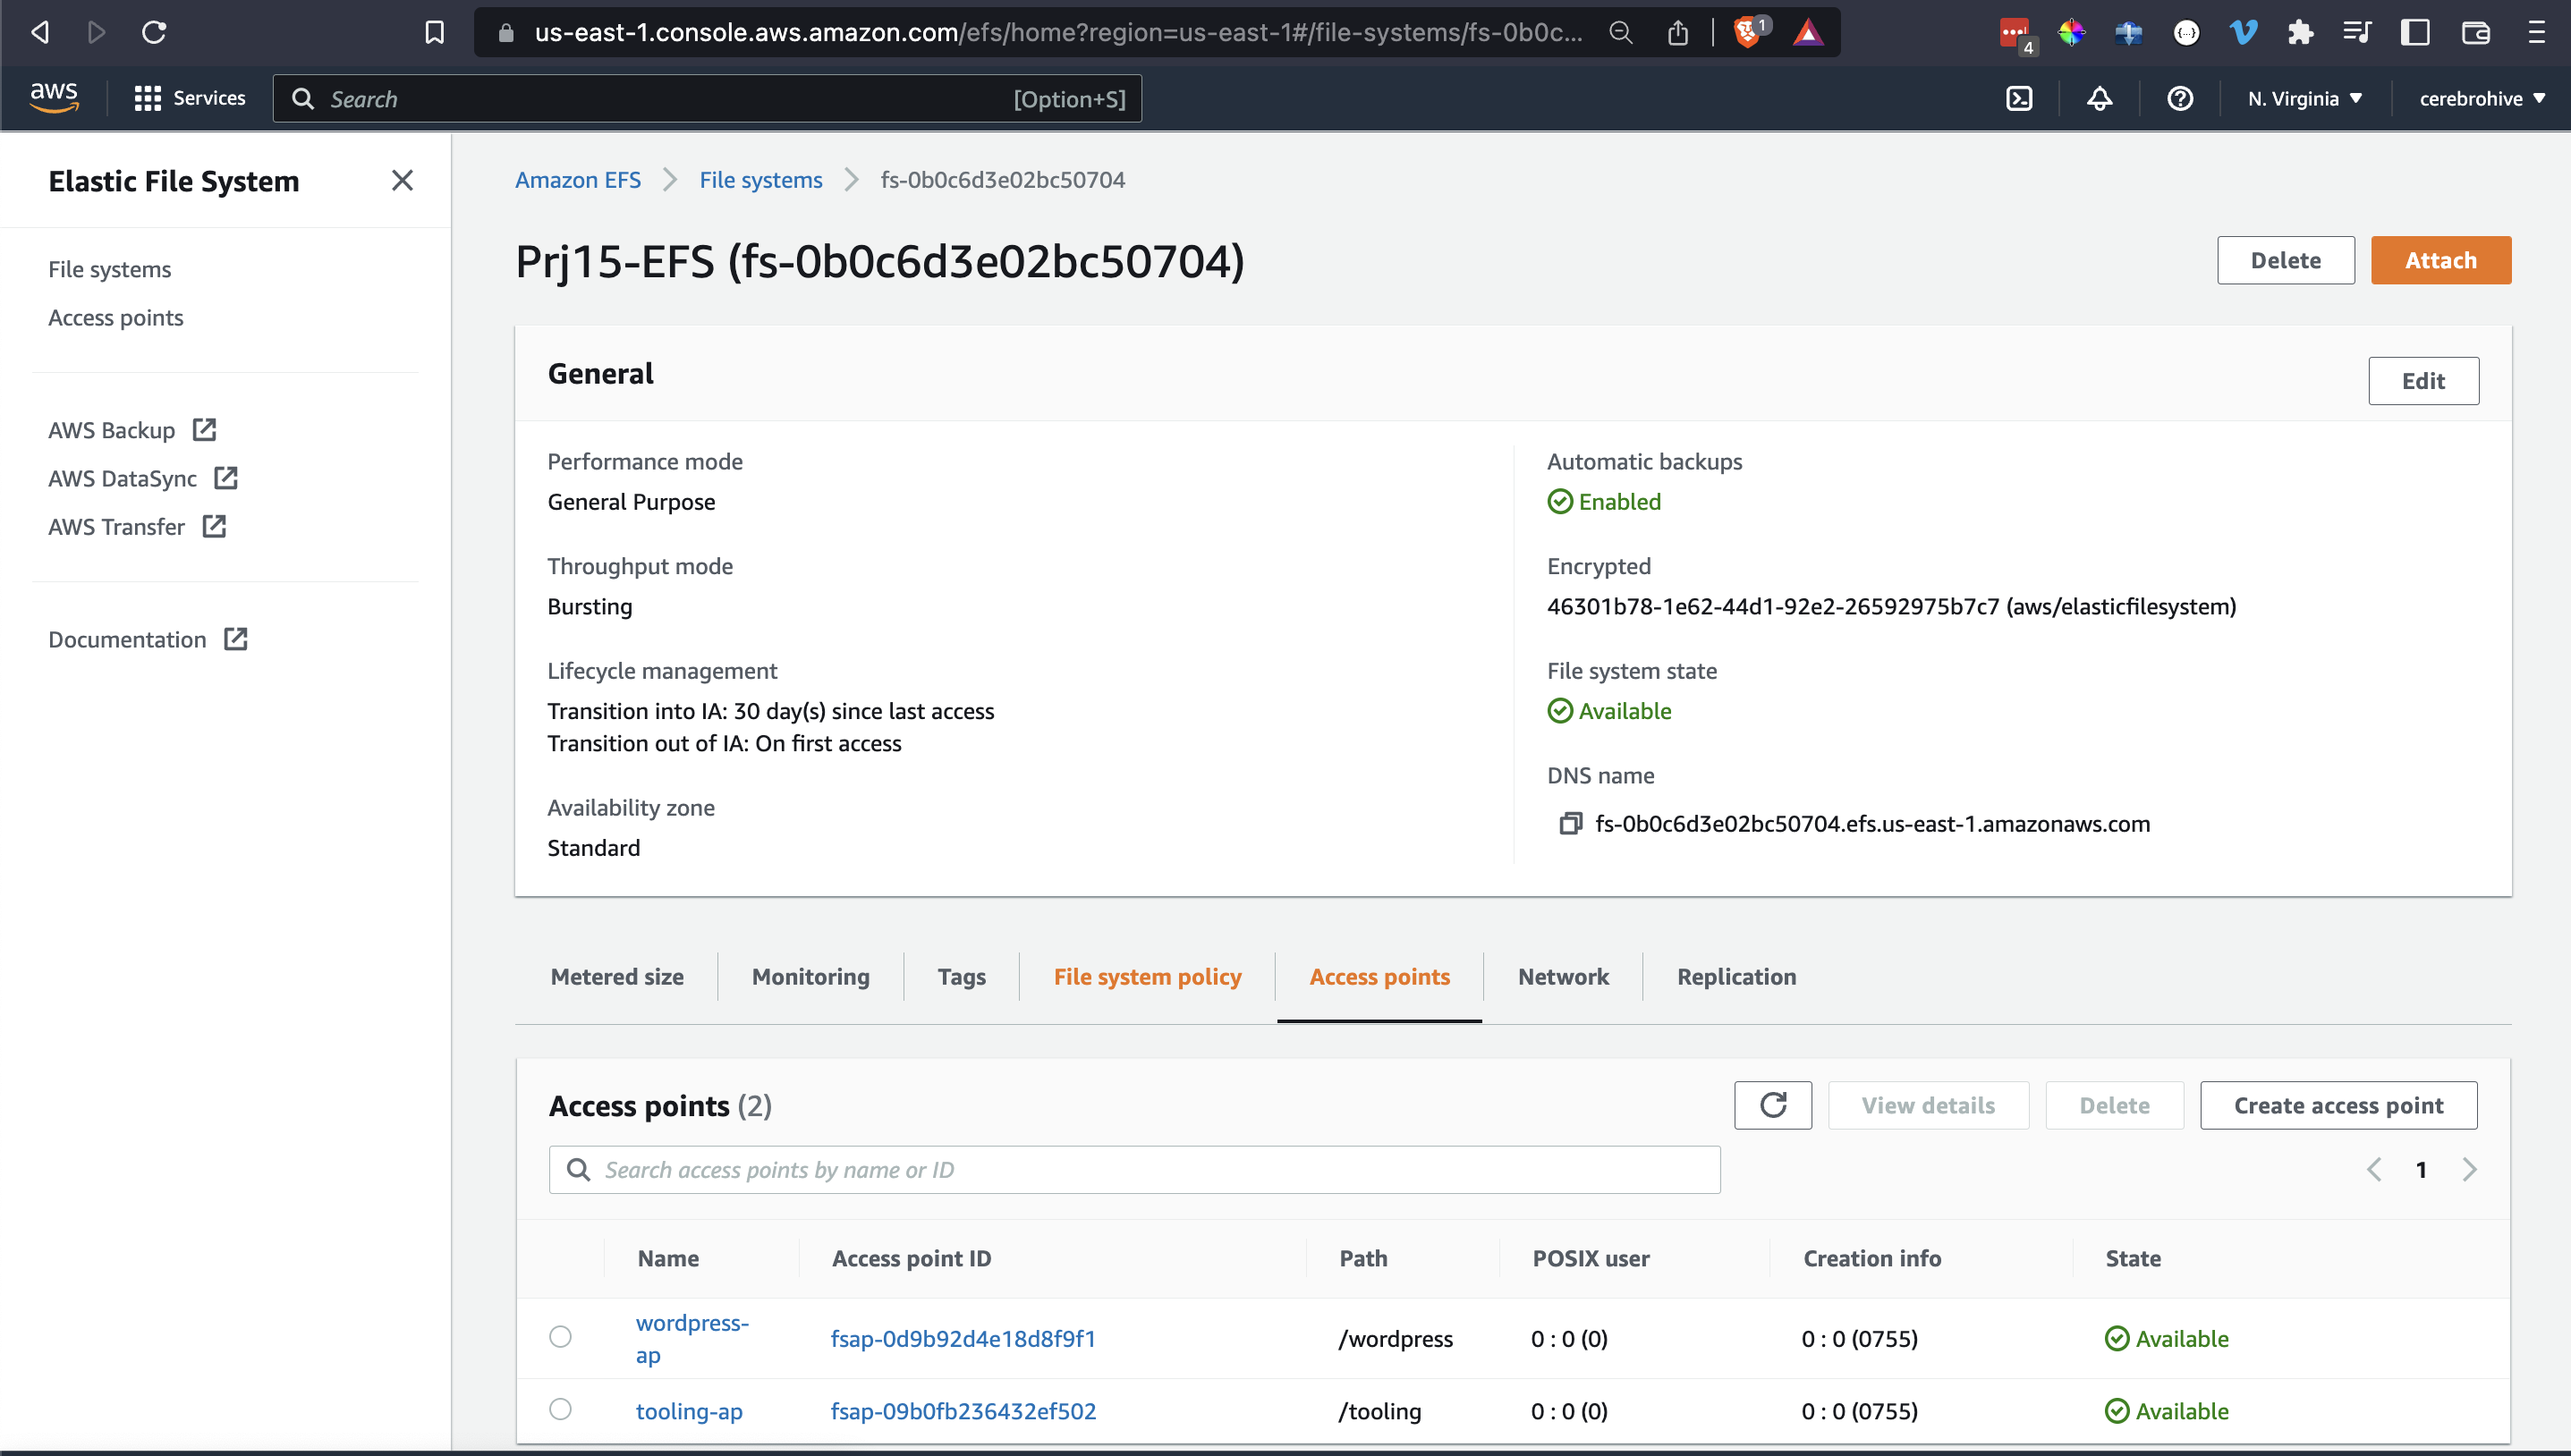 us-east-1.console.aws.amazon.com/efs/home?region=us-east-1#/file-systems/fs-0b0c...
1
4
aws
Services
Search
[Option+S]
N. Virginia
cerebrohive
Elastic File System
File systems
Access points
AWS Backup
AWS DataSync
AWS Transfer
Documentation
Amazon EFS
File systems
fs-0b0c6d3e02bc50704
Prj15-EFS (fs-0b0c6d3e02bc50704)
Delete
Attach
General
Edit
Performance mode
General Purpose
Throughput mode
Bursting
Lifecycle management
Transition into IA: 30 day(s) since last access
Transition out of IA: On first access
Availability zone
Standard
Automatic backups
Enabled
Encrypted
46301b78-1e62-44d1-92e2-26592975b7c7 (aws/elasticfilesystem)
File system state
Available
DNS name
fs-0b0c6d3e02bc50704.efs.us-east-1.amazonaws.com
Metered size
Monitoring
Tags
File system policy
Access points
Network
Replication
Access points (2)
View details
Delete
Create access point
Search access points by name or ID
1
Name
Access point ID
Path
POSIX user
Creation info
State
wordpress-
ap
fsap-0d9b92d4e18d8f9f1
/wordpress
0 : 0 (0)
0 : 0 (0755)
Available
tooling-ap
fsap-09b0fb236432ef502
/tooling
0 : 0 (0)
0 : 0 (0755)
Available